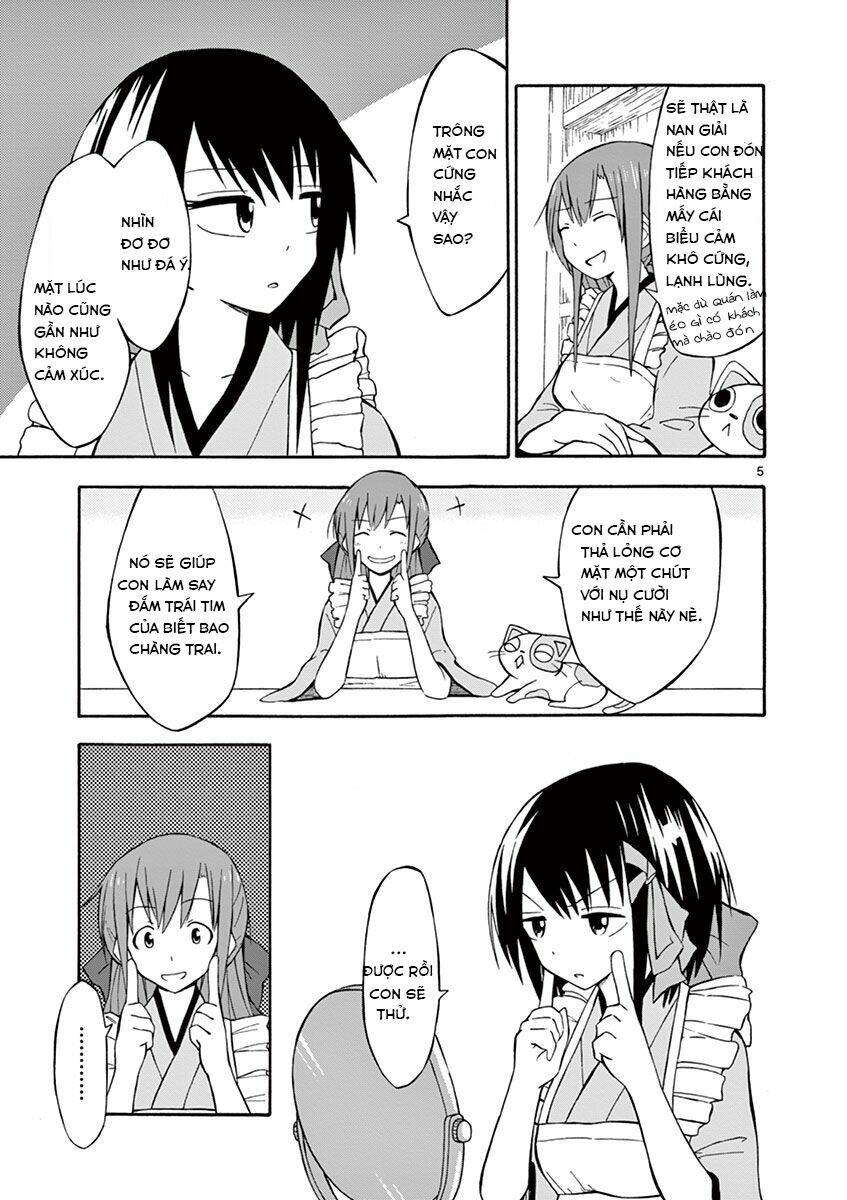 SẼ THẬT LÀ
NAN GIẢI
NẾU CON ĐÓN
TIẾP KHÁCH
HÀNG BẰNG
MẤY CÁI
BIỂU CẢM
KHÔ CỨNG,
LẠNH LÙNG.
mặc dù quán làm
éo gì có khách
mà chào đón
TRÔNG
MẶT CON
CỨNG
NHẮC
VẬY
SAO?
NHÌN
ĐƠ ĐƠ
NHƯ ĐÁ Ý.
MẶT LÚC
NÀO CŨNG
GẦN NHƯ
KHÔNG
CẢM XÚC.
5
CON CẦN PHẢI
THẢ LỎNG CƠ
MẶT MỘT CHÚT
VỚI NỤ CƯỜI
NHƯ THẾ NÀY NÈ.
NÓ SẼ GIÚP
CON LÀM SAY
ĐẮM TRÁI TIM
CỦA BIẾT BAO
CHÀNG TRAI.
...
ĐƯỢC RỒI
CON SẼ
THỬ.
.........